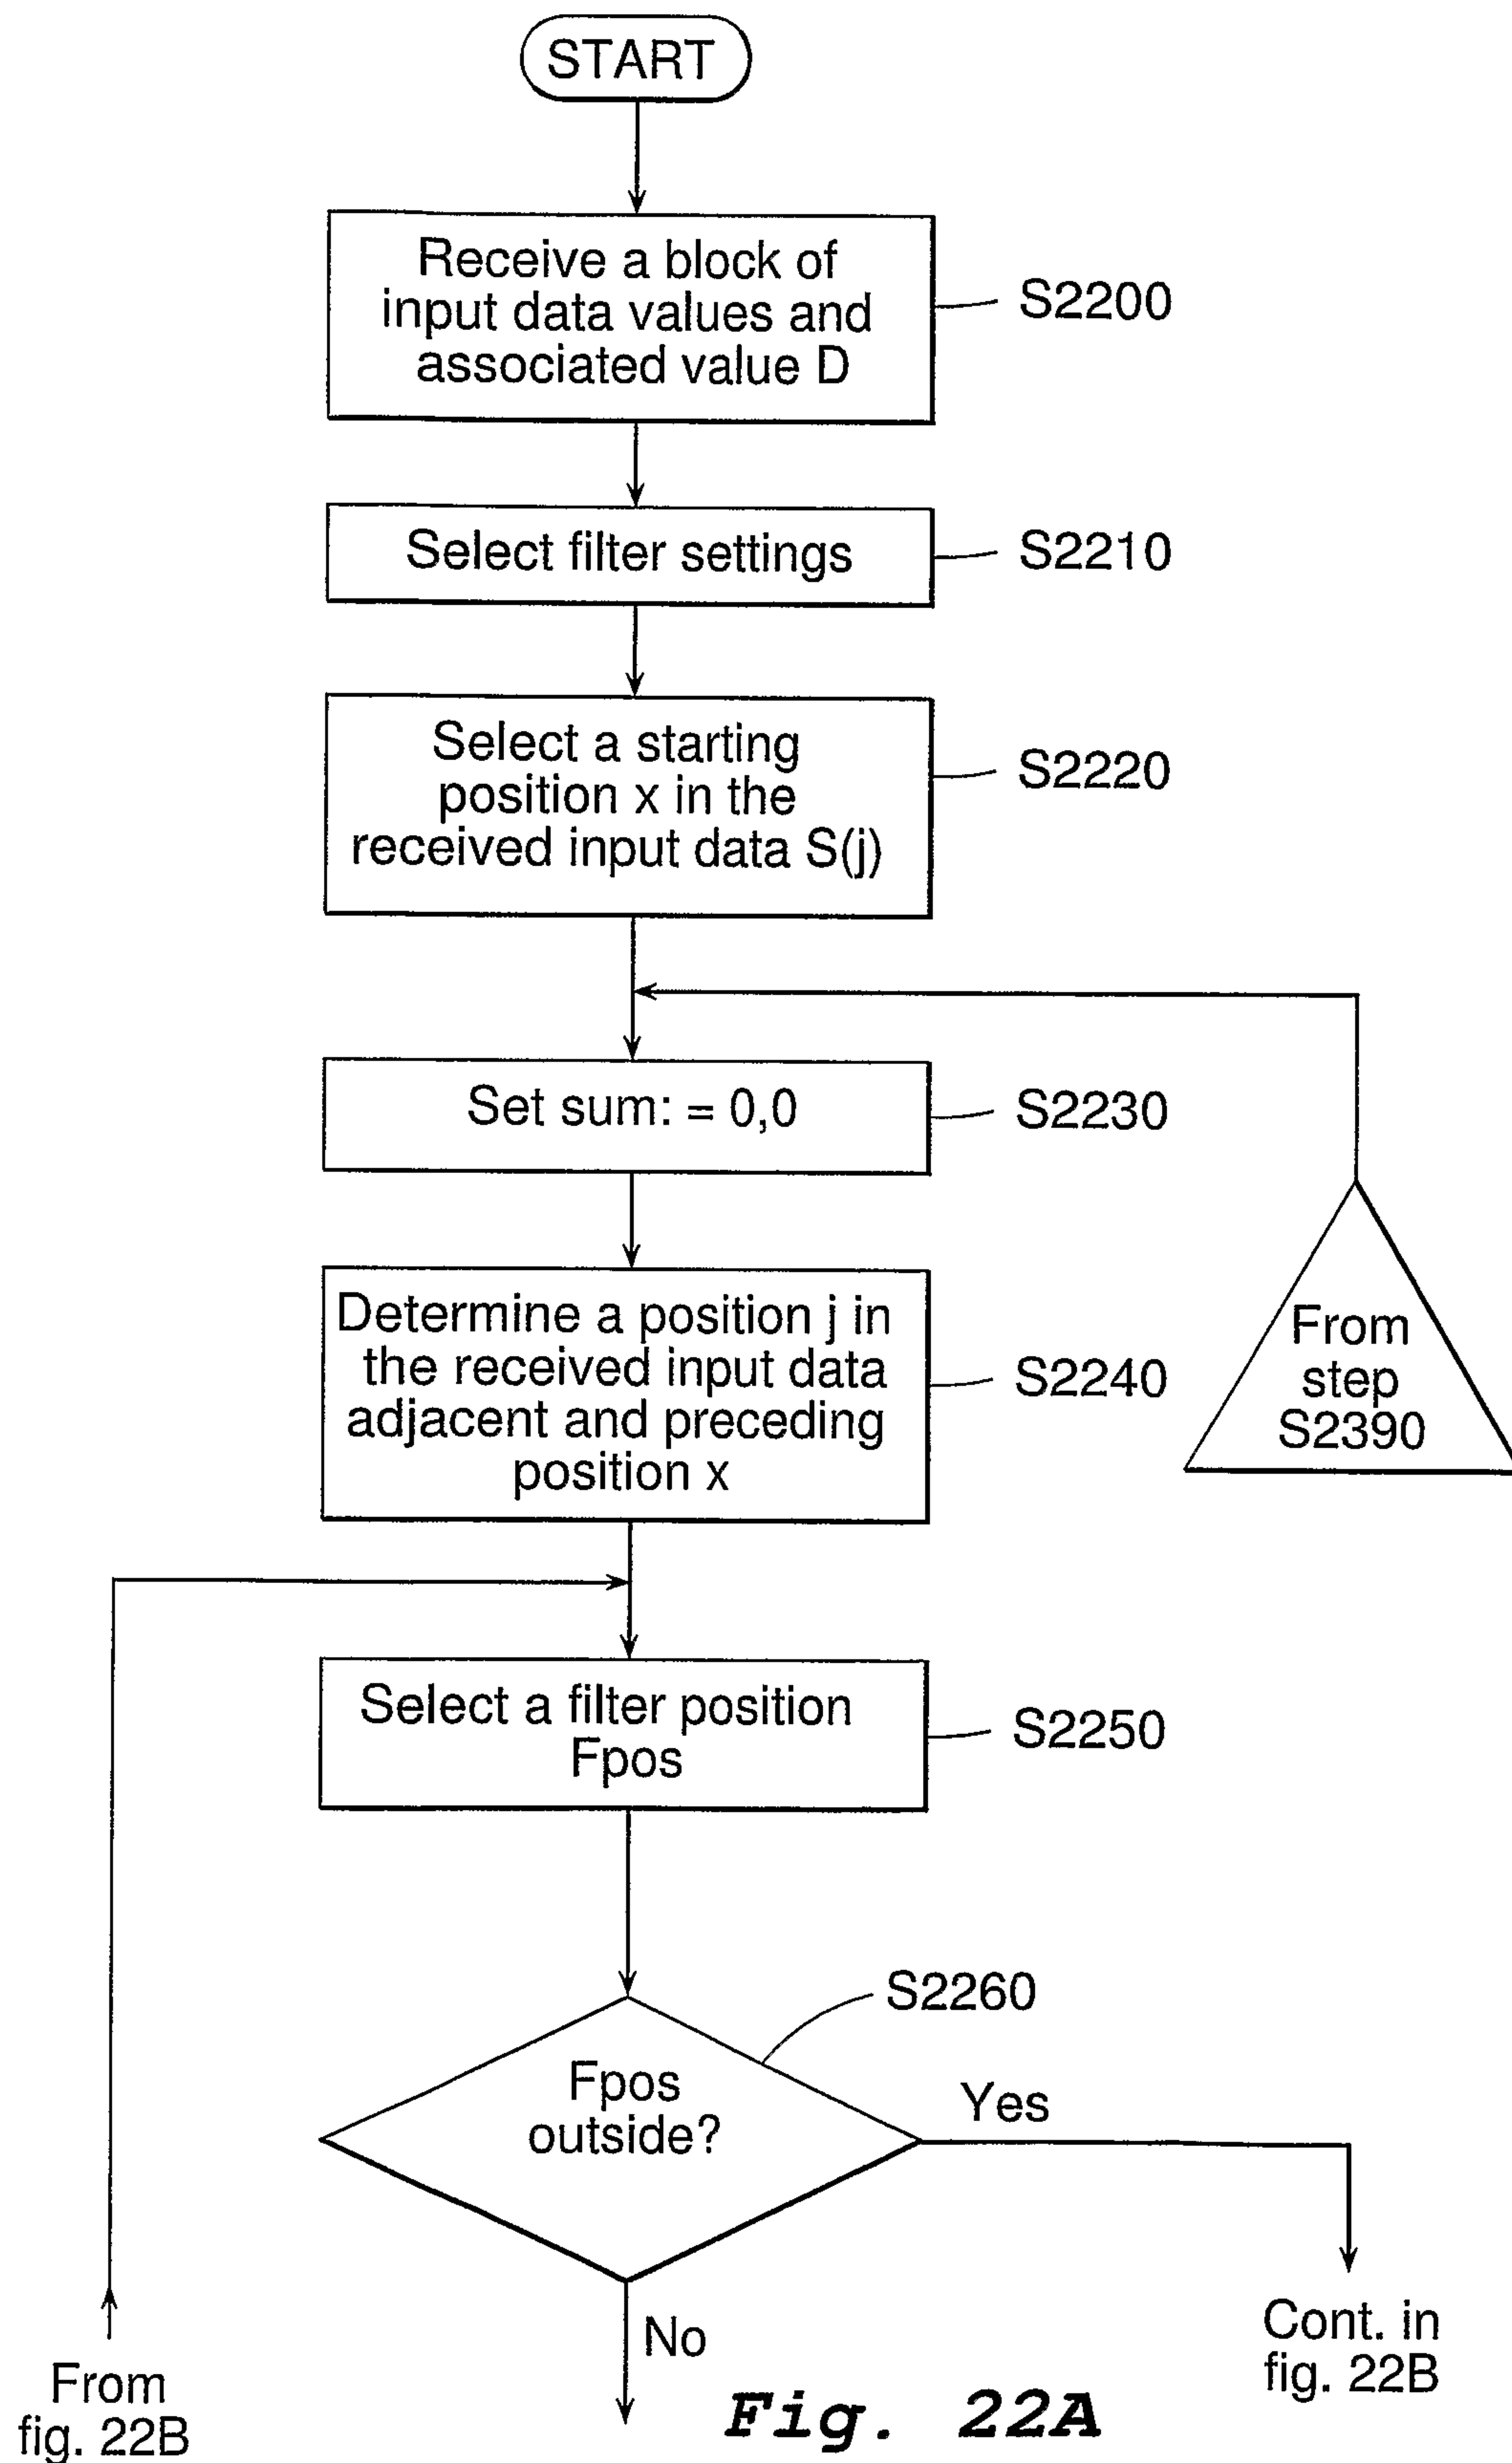 START
Receive a block of
input data values and
associated value D
S2200
Select filter settings
S2210
Select a starting
position x in the
received input data S(j)
S2220
Set sum: = 0,0
S2230
Determine a position j in
the received input data
adjacent and preceding
position x
S2240
From
step
S2390
Select a filter position
Fpos
S2250
S2260
Fpos
outside?
Yes
No
Cont. in
fig. 22B
From
fig. 22B
Fig. 22A